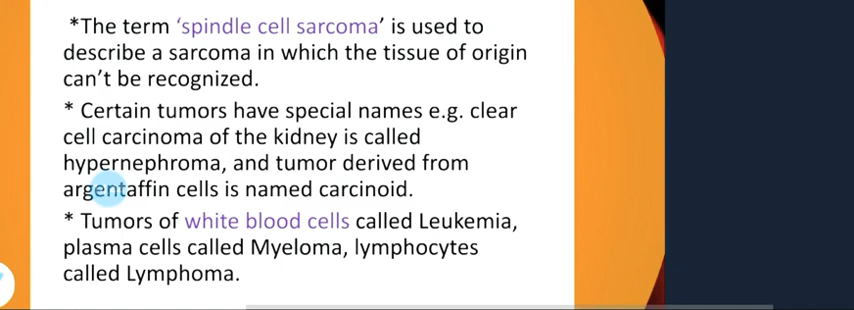 *The term ‘spindle cell sarcoma’ is used to
describe a sarcoma in which the tissue of origin
can’t be recognized.
* Certain tumors have special names e.g. clear
cell carcinoma of the kidney is called
hypernephroma, and tumor derived from
argentaffin cells is named carcinoid.
* Tumors of white blood cells called Leukemia,
plasma cells called Myeloma, lymphocytes
called Lymphoma.